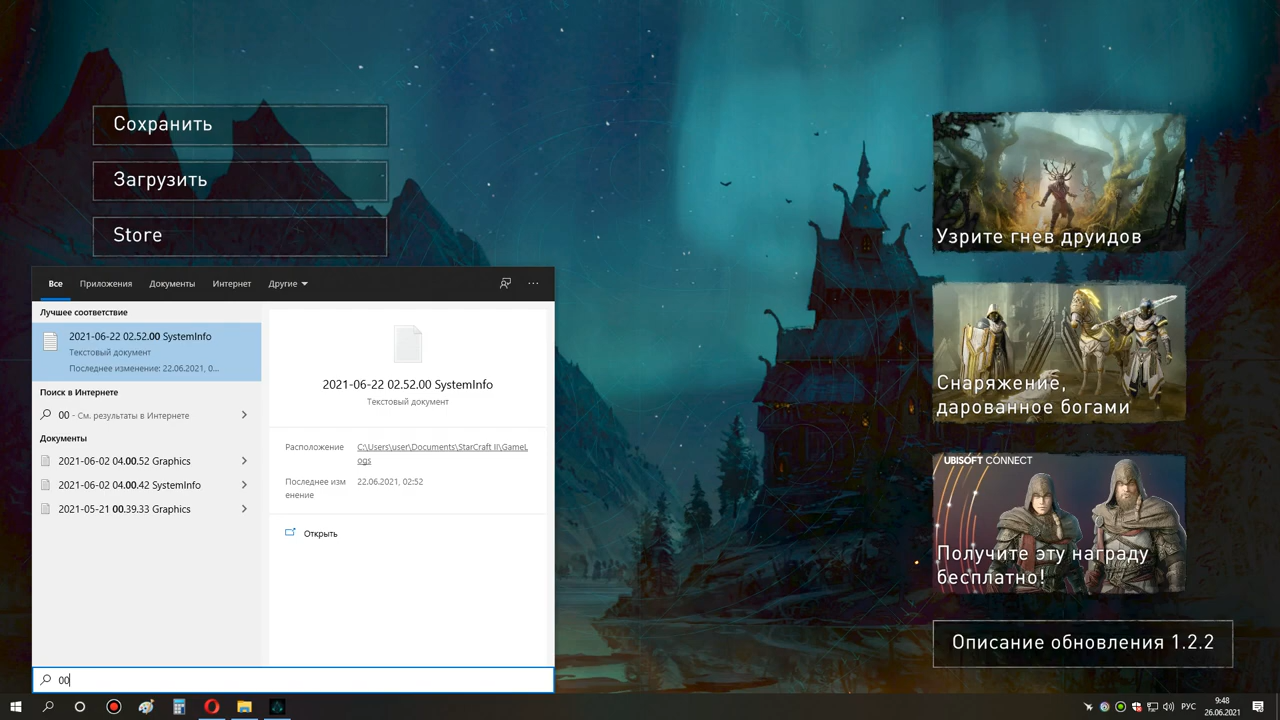 Сохранить
Загрузить
Store
Узрите гнев друидов
Снаряжение,
дарованное богами
UBISOFT CONNECT
Получите эту награду
бесплатно!
Описание обновления 1.2.2
Все Приложения Документы Интернет Другие
Лучшее соответствие
2021-06-22 02.52.00 SystemInfo
Текстовый документ
Последнее изменение: 22.06.2021, 0...
Поиск в Интернете
00 - См. результаты в Интернете
Документы
2021-06-02 04.00.52 Graphics
2021-06-02 04.00.42 SystemInfo
2021-05-21 00.39.33 Graphics
2021-06-22 02.52.00 SystemInfo
Текстовый документ
Расположение C:\Users\user\Documents\StarCraft II\GameL
ogs
Последнее изм 22.06.2021, 02:52
енение
Открыть
00
РУС
9:48
26.06.2021